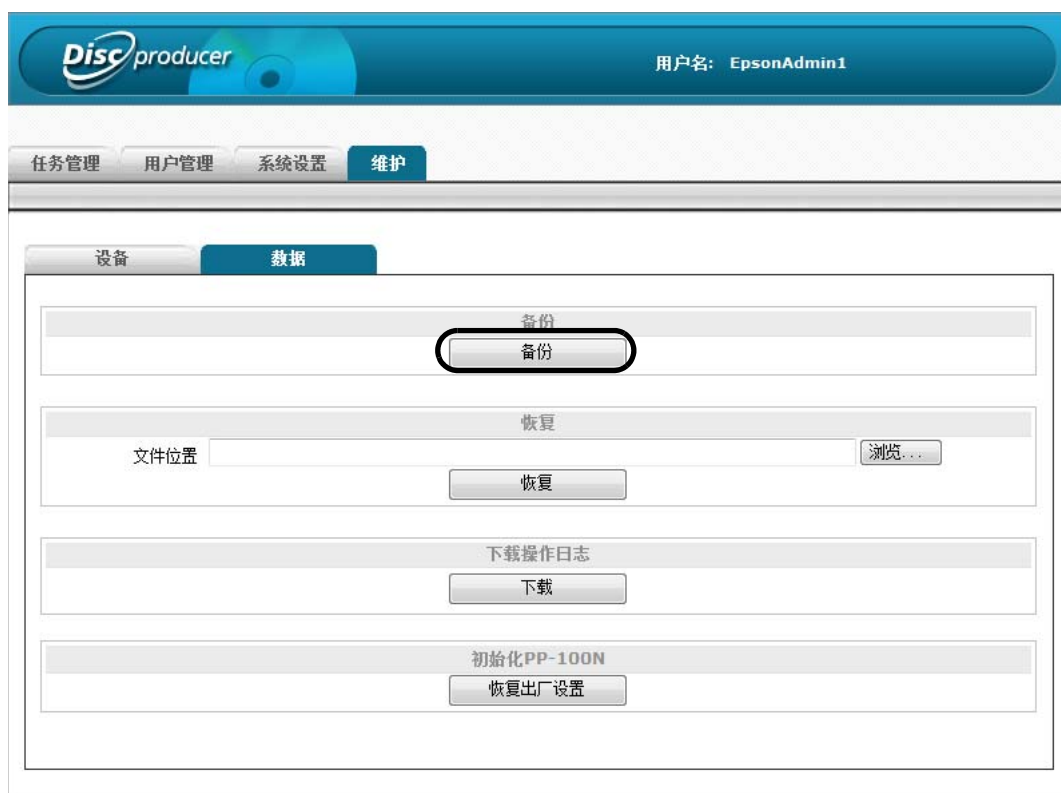 Disc producer
用户名: EpsonAdmin1
任务管理 用户管理 系统设置 维护
设备 数据
备份
备份
恢复
文件位置 浏览...
恢复
下载操作日志
下载
初始化PP-100N
恢复出厂设置